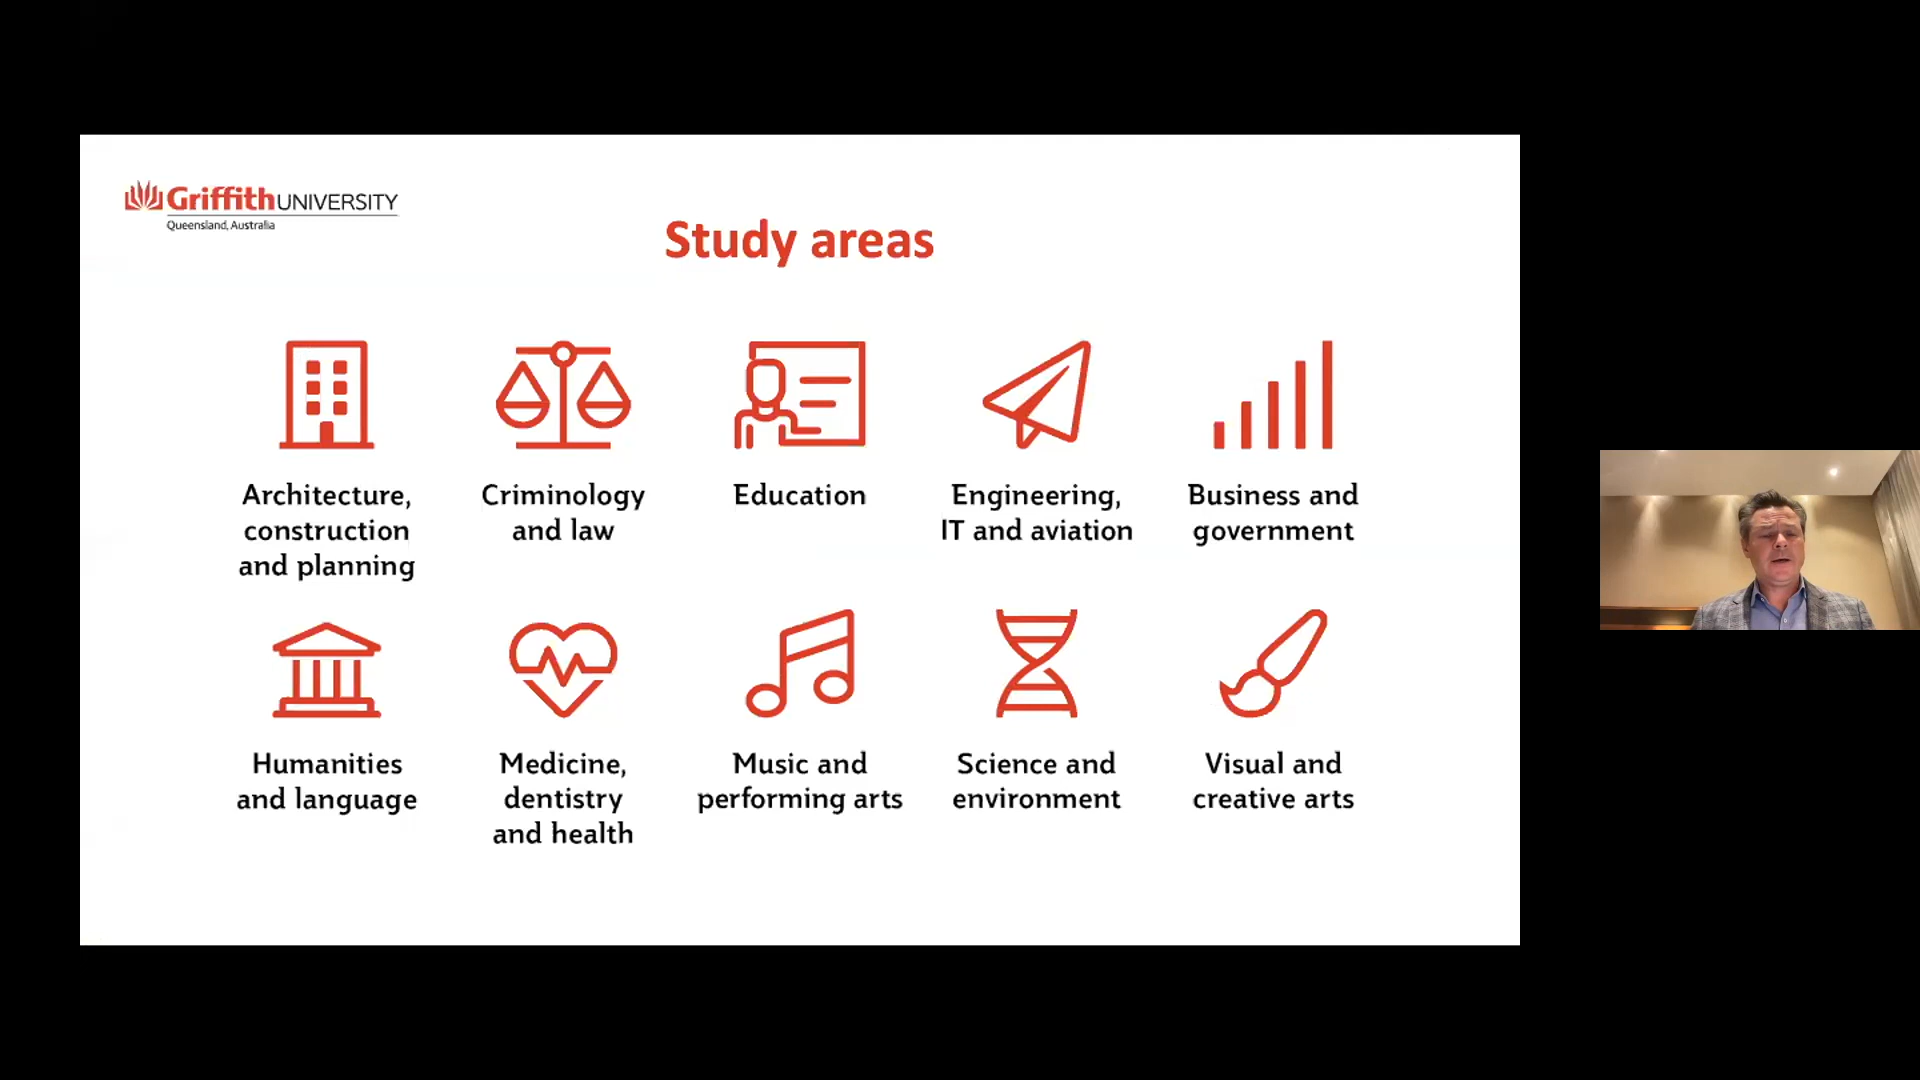 Griffith UNIVERSITY
Queensland, Australia
Study areas
Architecture,
construction
and planning
Criminology
and law
Education
Engineering,
IT and aviation
Business and
government
Humanities
and language
Medicine,
dentistry
and health
Music and
performing arts
Science and
environment
Visual and
creative arts